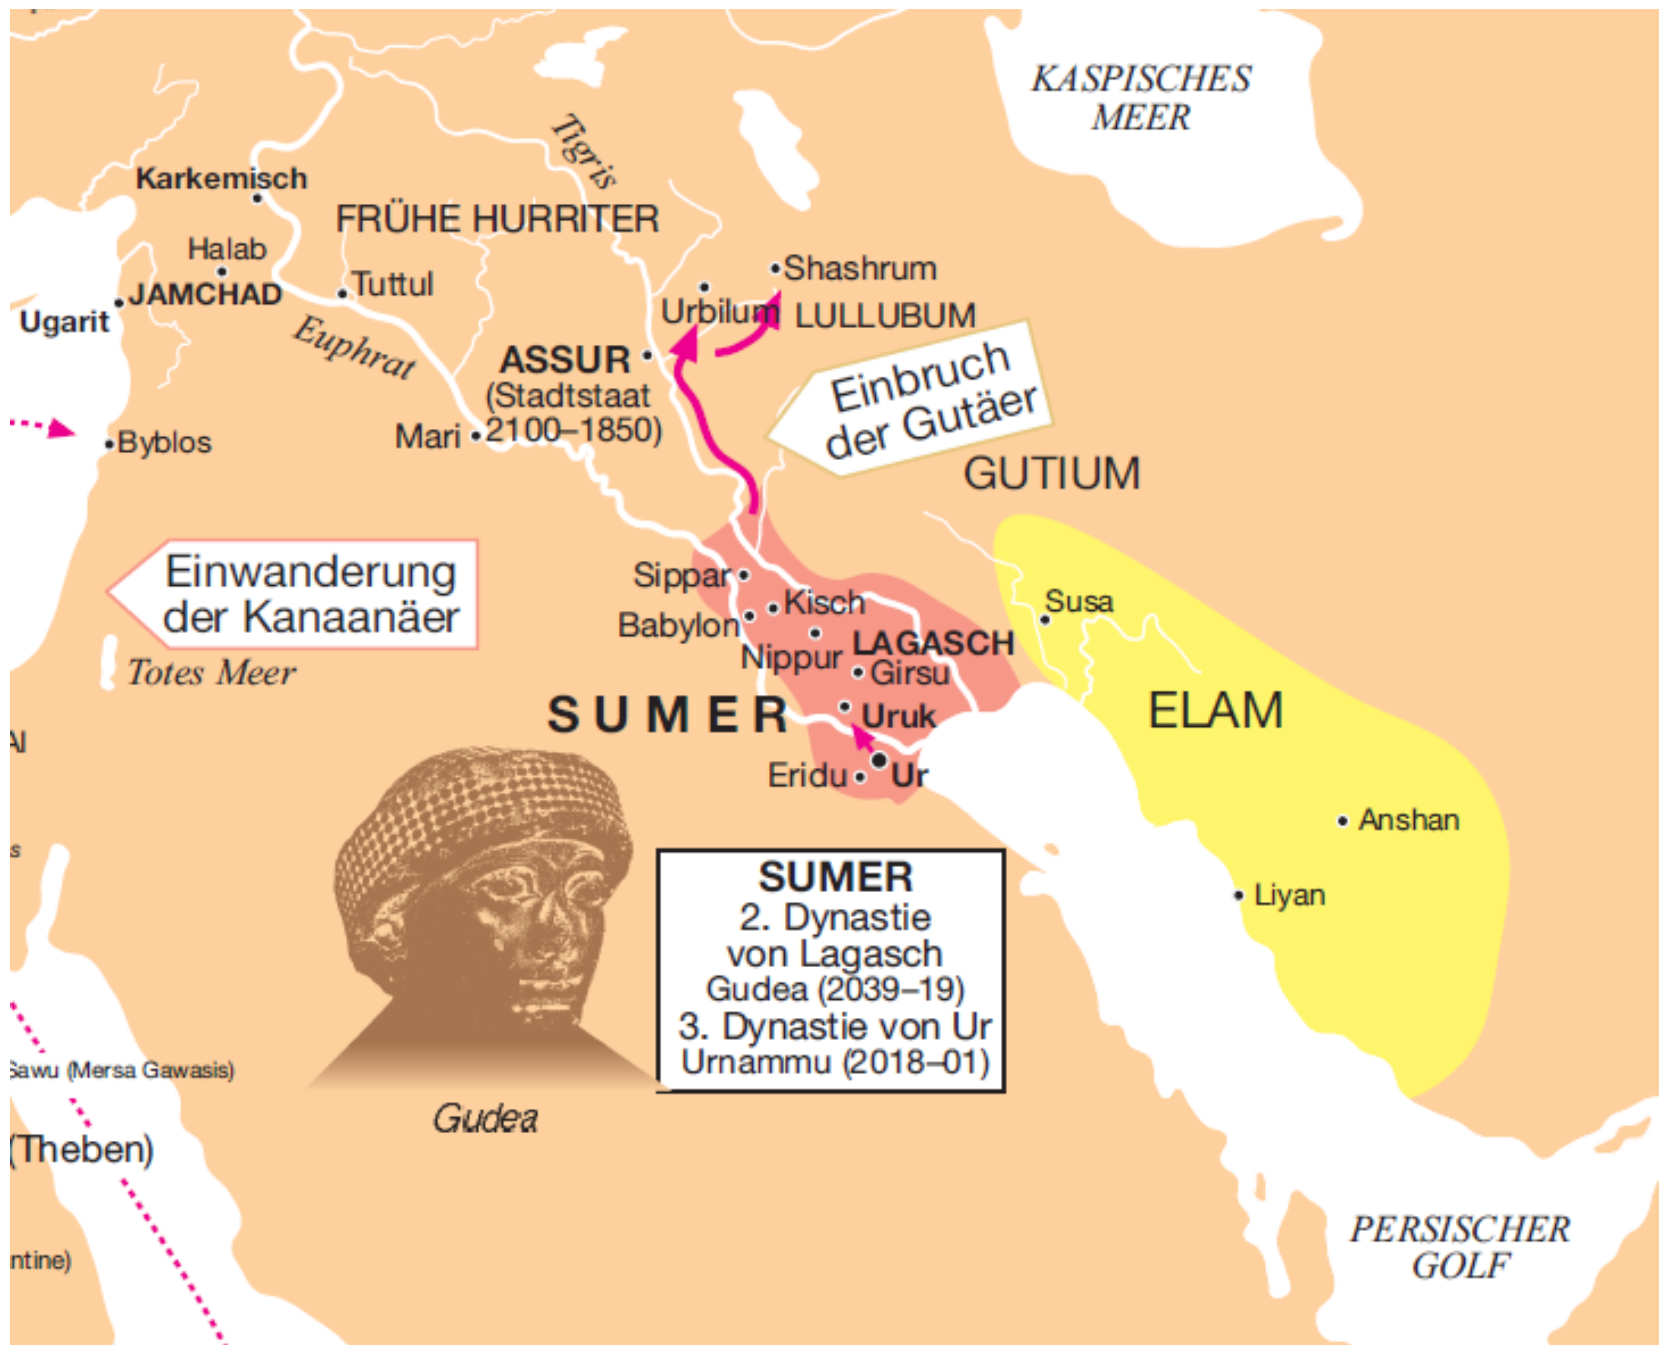 KASPISCHES
MEER
Tigris
Karkemisch
FRÜHE HURRITER
Halab
Shashrum
Tuttul
JAMCHAD
Urbilum
LULLUBUM
Ugarit
Euphrat
ASSUR
(Stadtstaat
2100–1850)
Einbruch
der Gutäer
Mari
Byblos
GUTIUM
Einwanderung
der Kanaanäer
Sippar
Kisch
Susa
Babylon
LAGASCH
Nippur
Girsu
Totes Meer
SUMER
Uruk
ELAM
Eridu
Ur
Anshan
SUMER
2. Dynastie
von Lagasch
Gudea (2039–19)
3. Dynastie von Ur
Urnammu (2018–01)
Liyan
Sawu (Mersa Gawasis)
Gudea
(Theben)
PERSISCHER
GOLF
ntine)